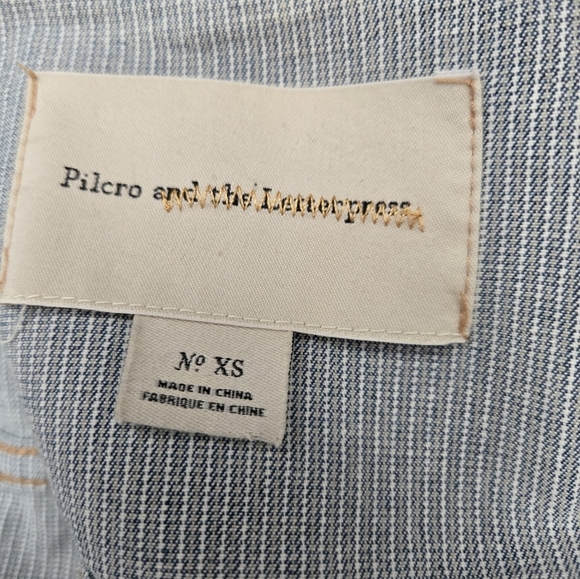 Pilcro and the Letterpress
Nº XS
MADE IN CHINA
FABRIQUE EN CHINE